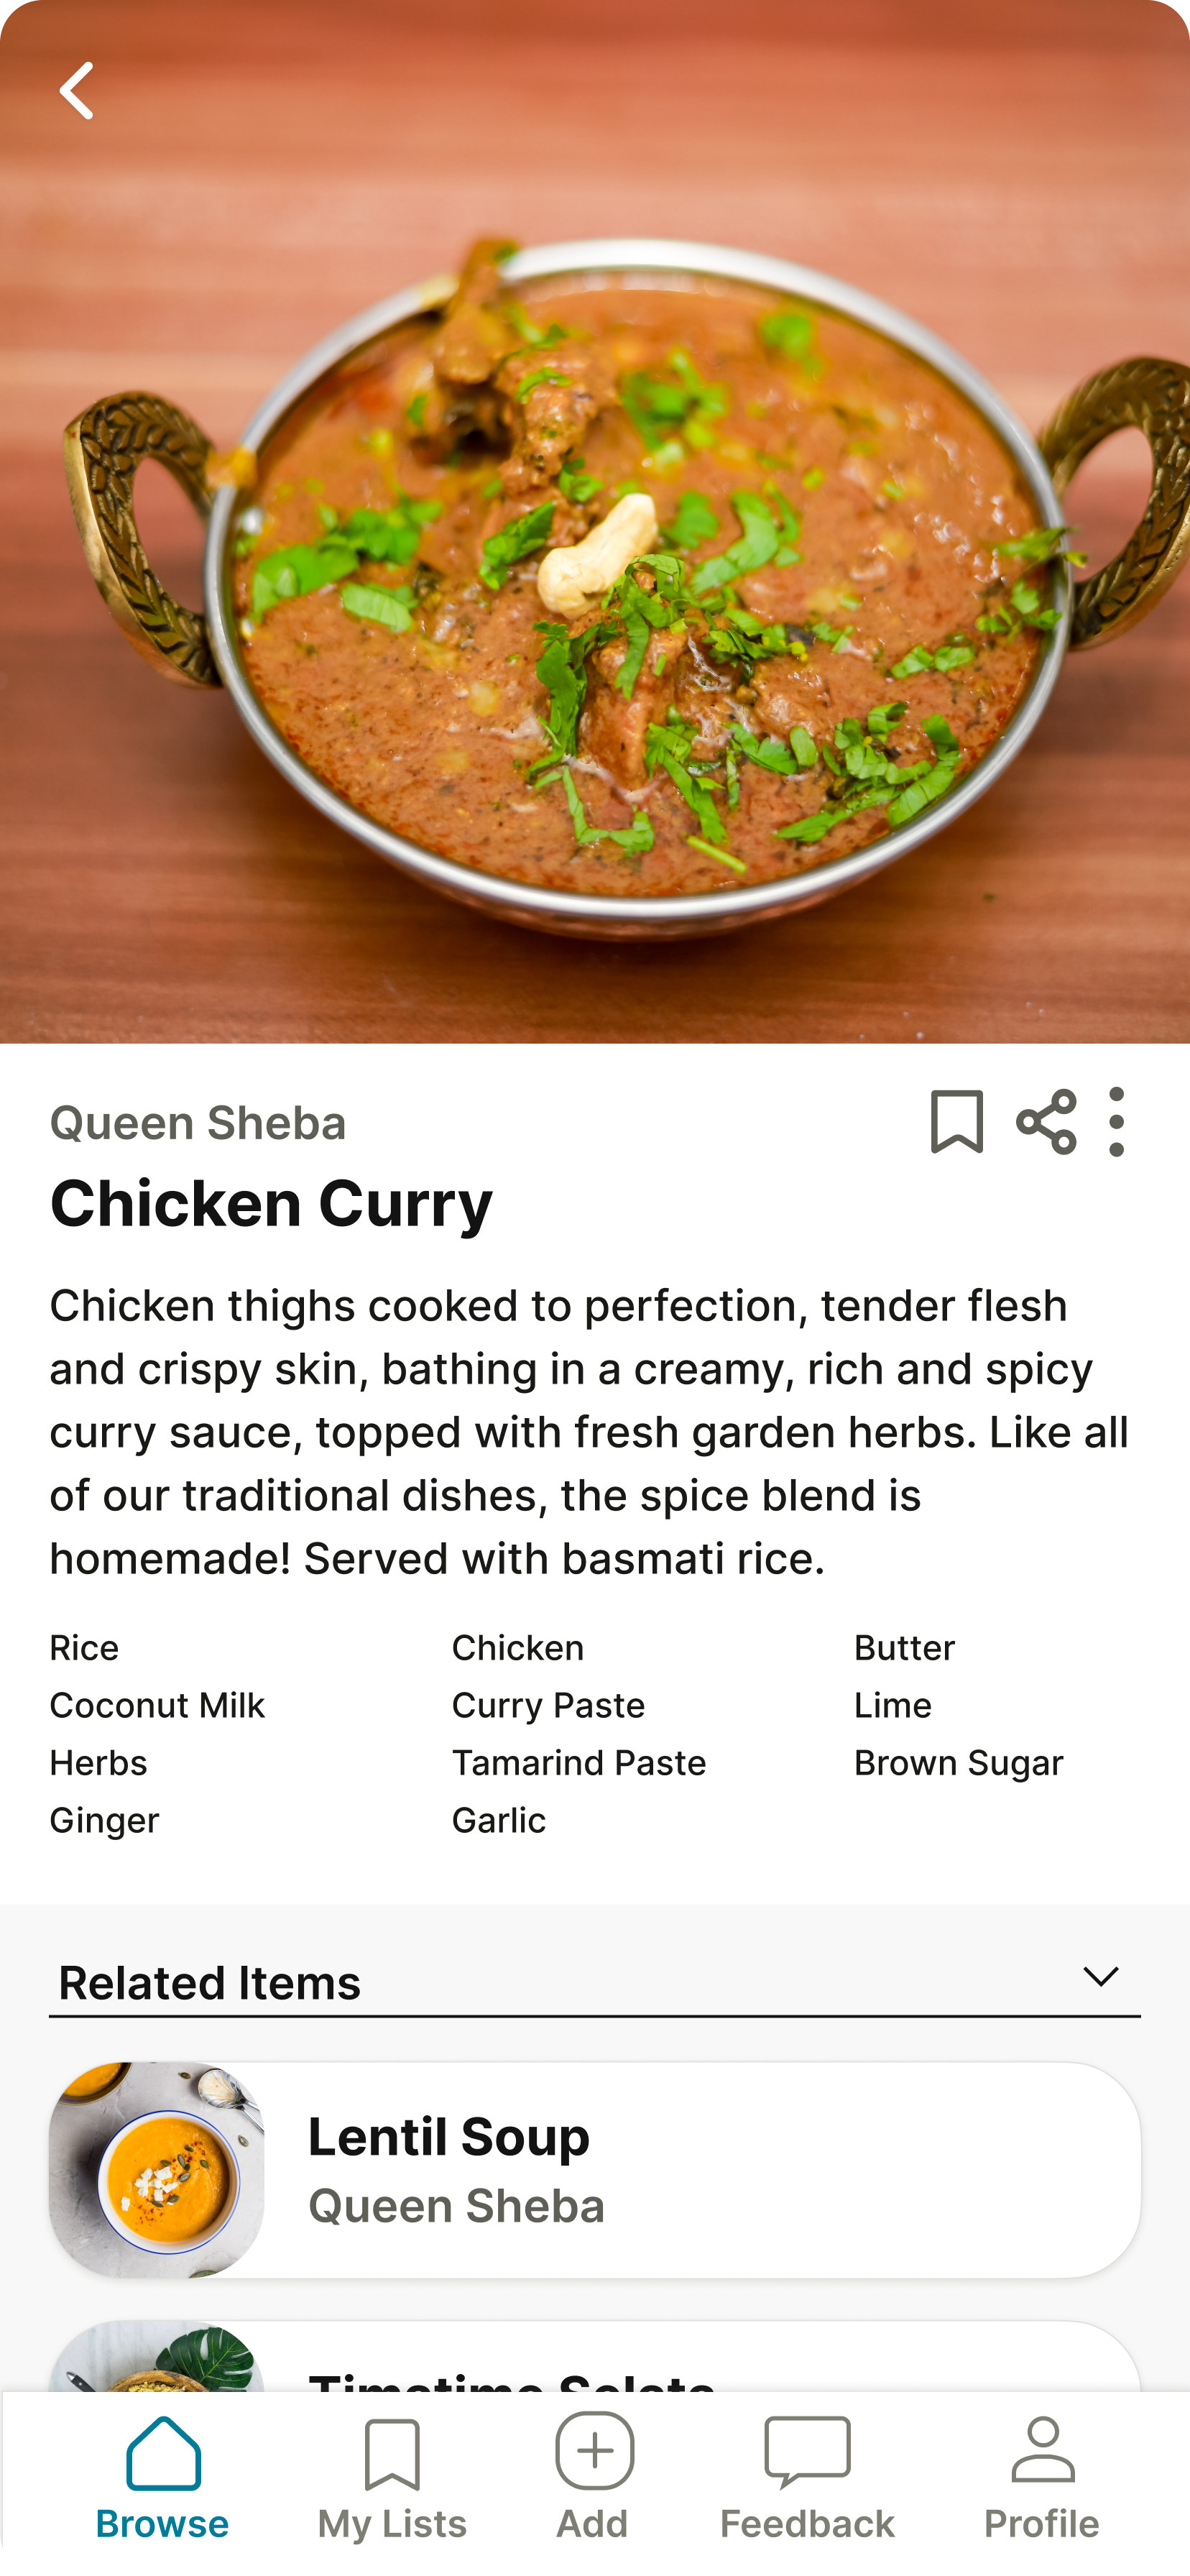 Queen Sheba
Chicken Curry
Chicken thighs cooked to perfection, tender flesh
and crispy skin, bathing in a creamy, rich and spicy
curry sauce, topped with fresh garden herbs. Like all
of our traditional dishes, the spice blend is
homemade! Served with basmati rice.
Rice Chicken Butter
Coconut Milk Curry Paste Lime
Herbs Tamarind Paste Brown Sugar
Ginger Garlic
Related Items
Lentil Soup
Queen Sheba
Timatime Salata
Browse My Lists Add Feedback Profile